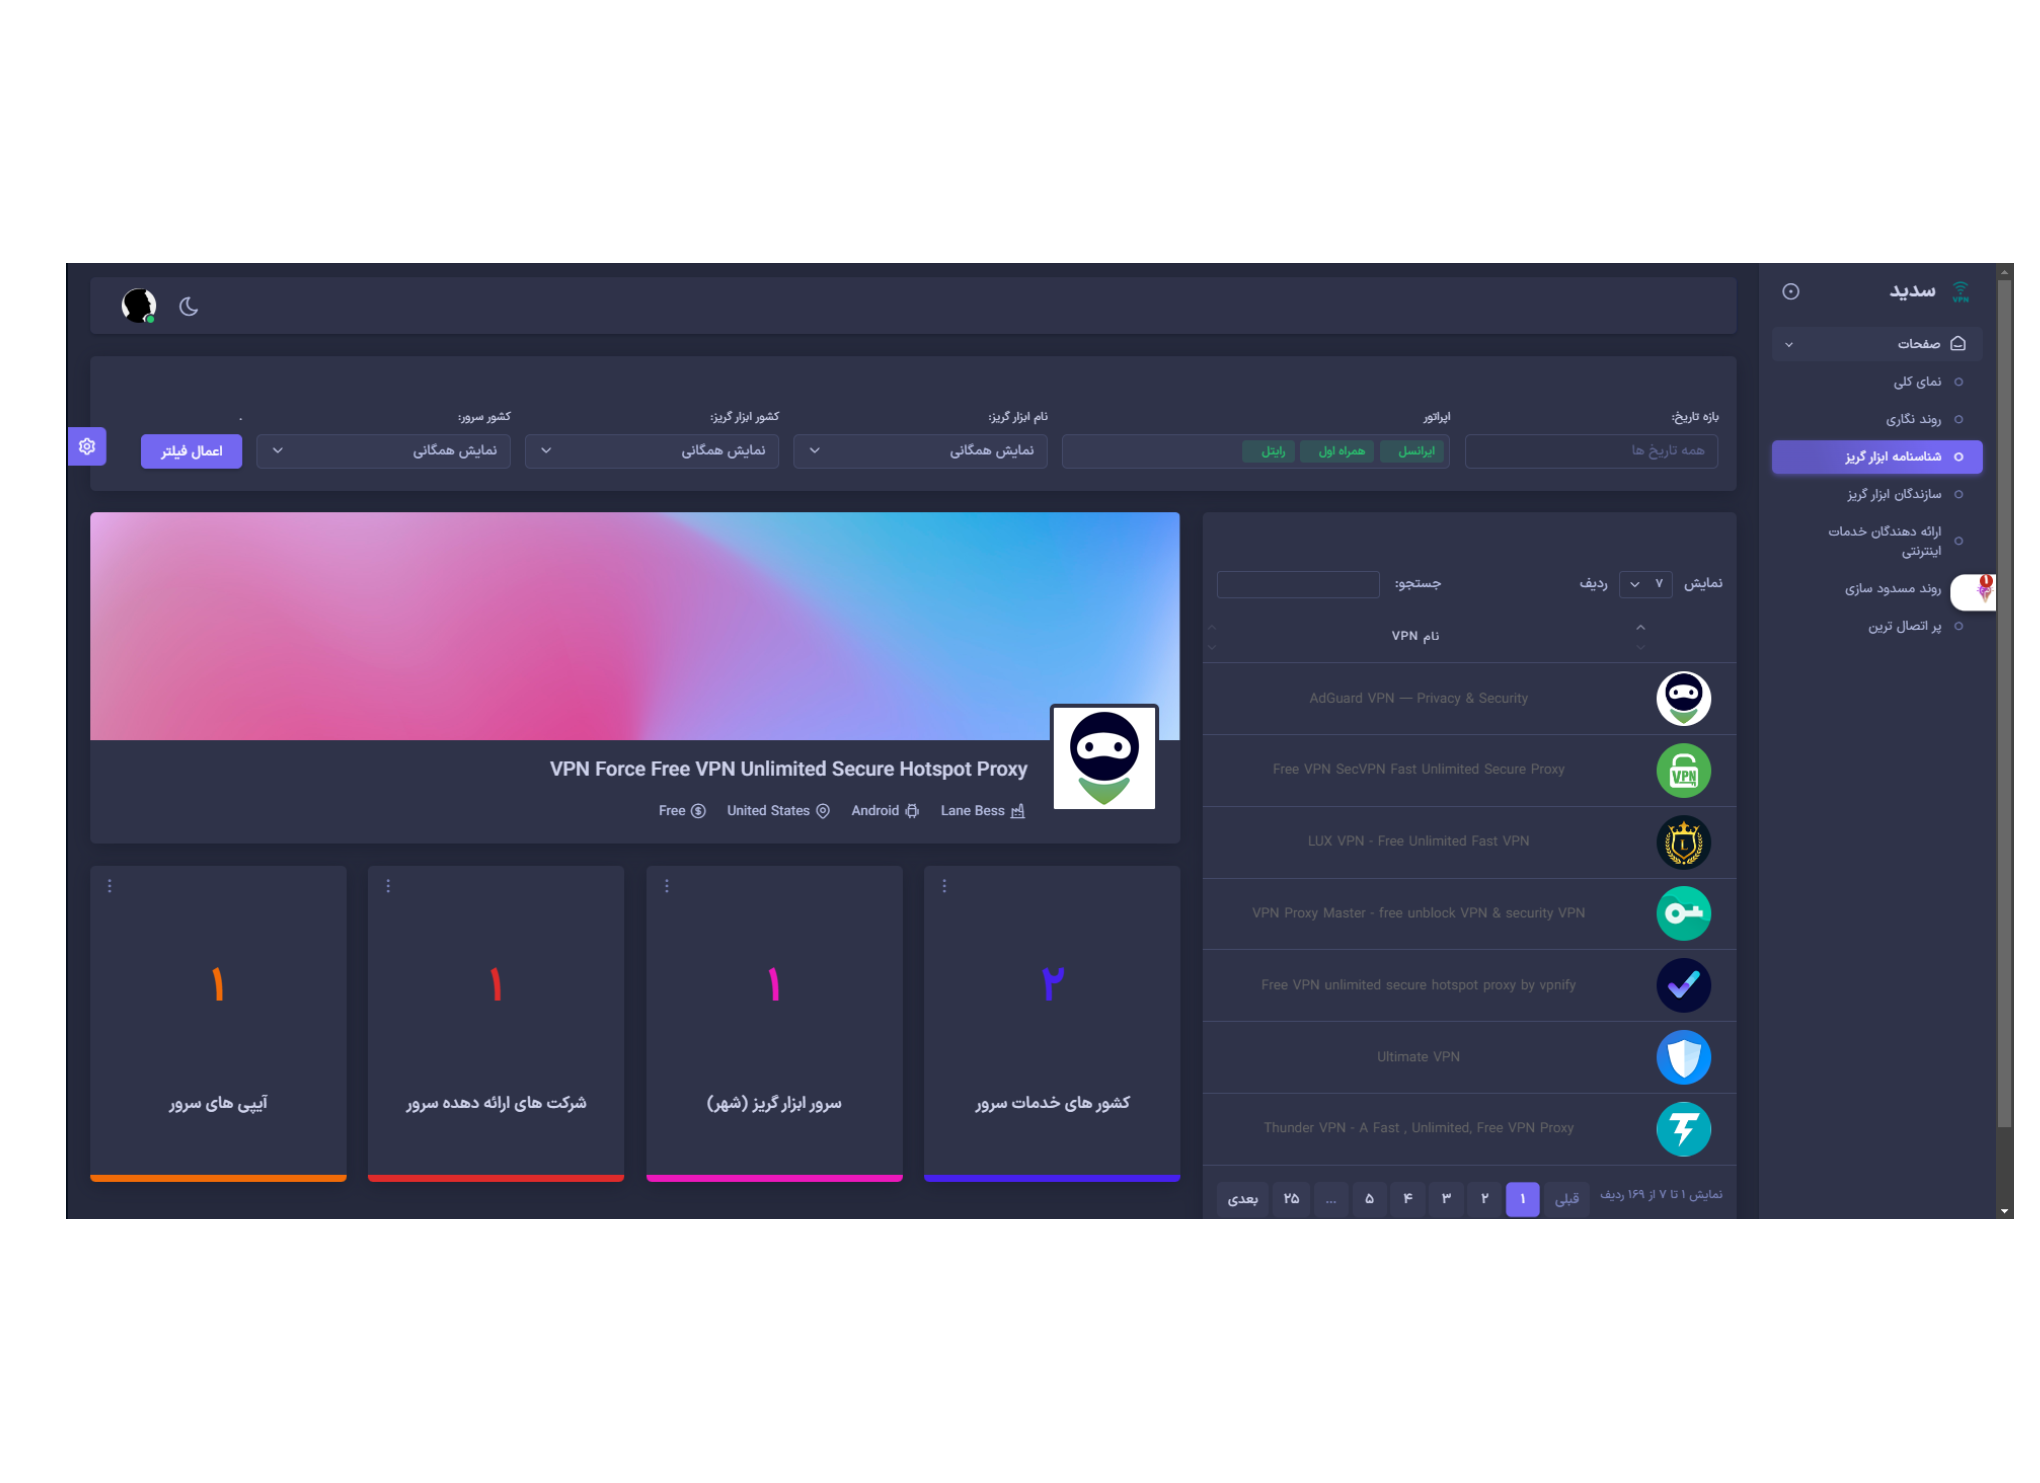 سدید
VPN
صفحات
نمای کلی
روند نگاری
شناسنامه ابزار گریز
سازندگان ابزار گریز
ارائه دهندگان خدمات
اینترنتی
روند مسدود سازی
پر اتصال ترین
بازه تاریخ:
همه تاریخ ها
اپراتور
ایرانسل
همراه اول
رایتل
نام ابزار گریز:
نمایش همگانی
کشور ابزار گریز:
نمایش همگانی
کشور سرور:
نمایش همگانی
.
اعمال فیلتر
نمایش ۷ ردیف
جستجو:
نام VPN
AdGuard VPN — Privacy & Security
VPN
Free VPN SecVPN Fast Unlimited Secure Proxy
L
LUX VPN - Free Unlimited Fast VPN
VPN Proxy Master - free unblock VPN & security VPN
Free VPN unlimited secure hotspot proxy by vpnify
Ultimate VPN
Thunder VPN - A Fast , Unlimited, Free VPN Proxy
نمایش ۱ تا ۷ از ۱۶۹ ردیف
قبلی ۱ ۲ ۳ ۴ ۵ … ۲۵ بعدی
VPN Force Free VPN Unlimited Secure Hotspot Proxy
Lane Bess
Android
United States
Free
۲
کشور های خدمات سرور
۱
سرور ابزار گریز (شهر)
۱
شرکت های ارائه دهده سرور
۱
آیپی های سرور